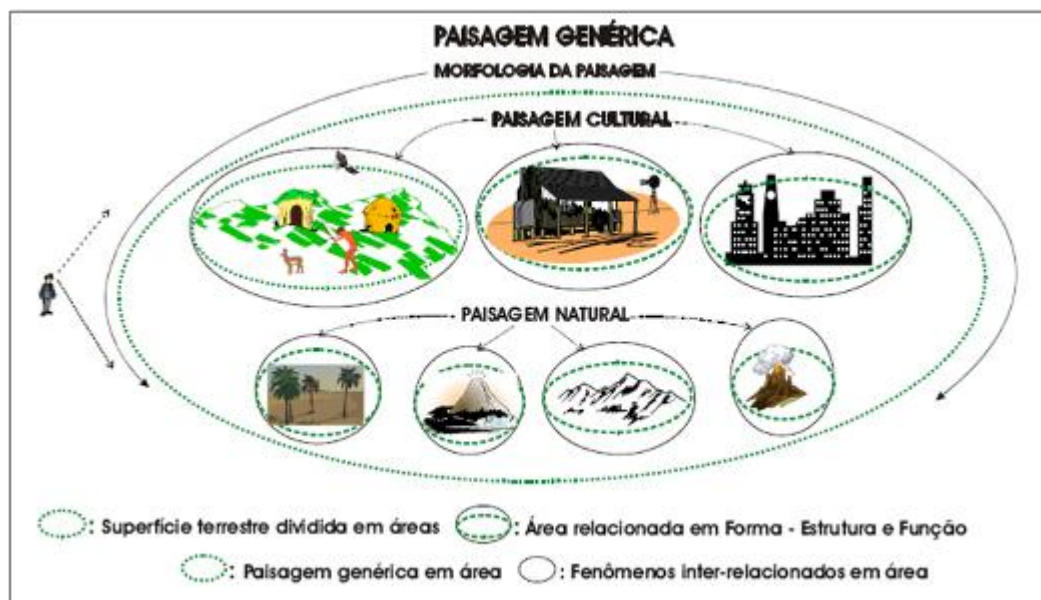 PAISAGEM GENÉRICA
MORFOLOGIA DA PAISAGEM
PAISAGEM CULTURAL
PAISAGEM NATURAL
: Superfície terrestre dividida em áreas
: Área relacionada em Forma - Estrutura e Função
: Paisagem genérica em área
: Fenômenos inter-relacionados em área